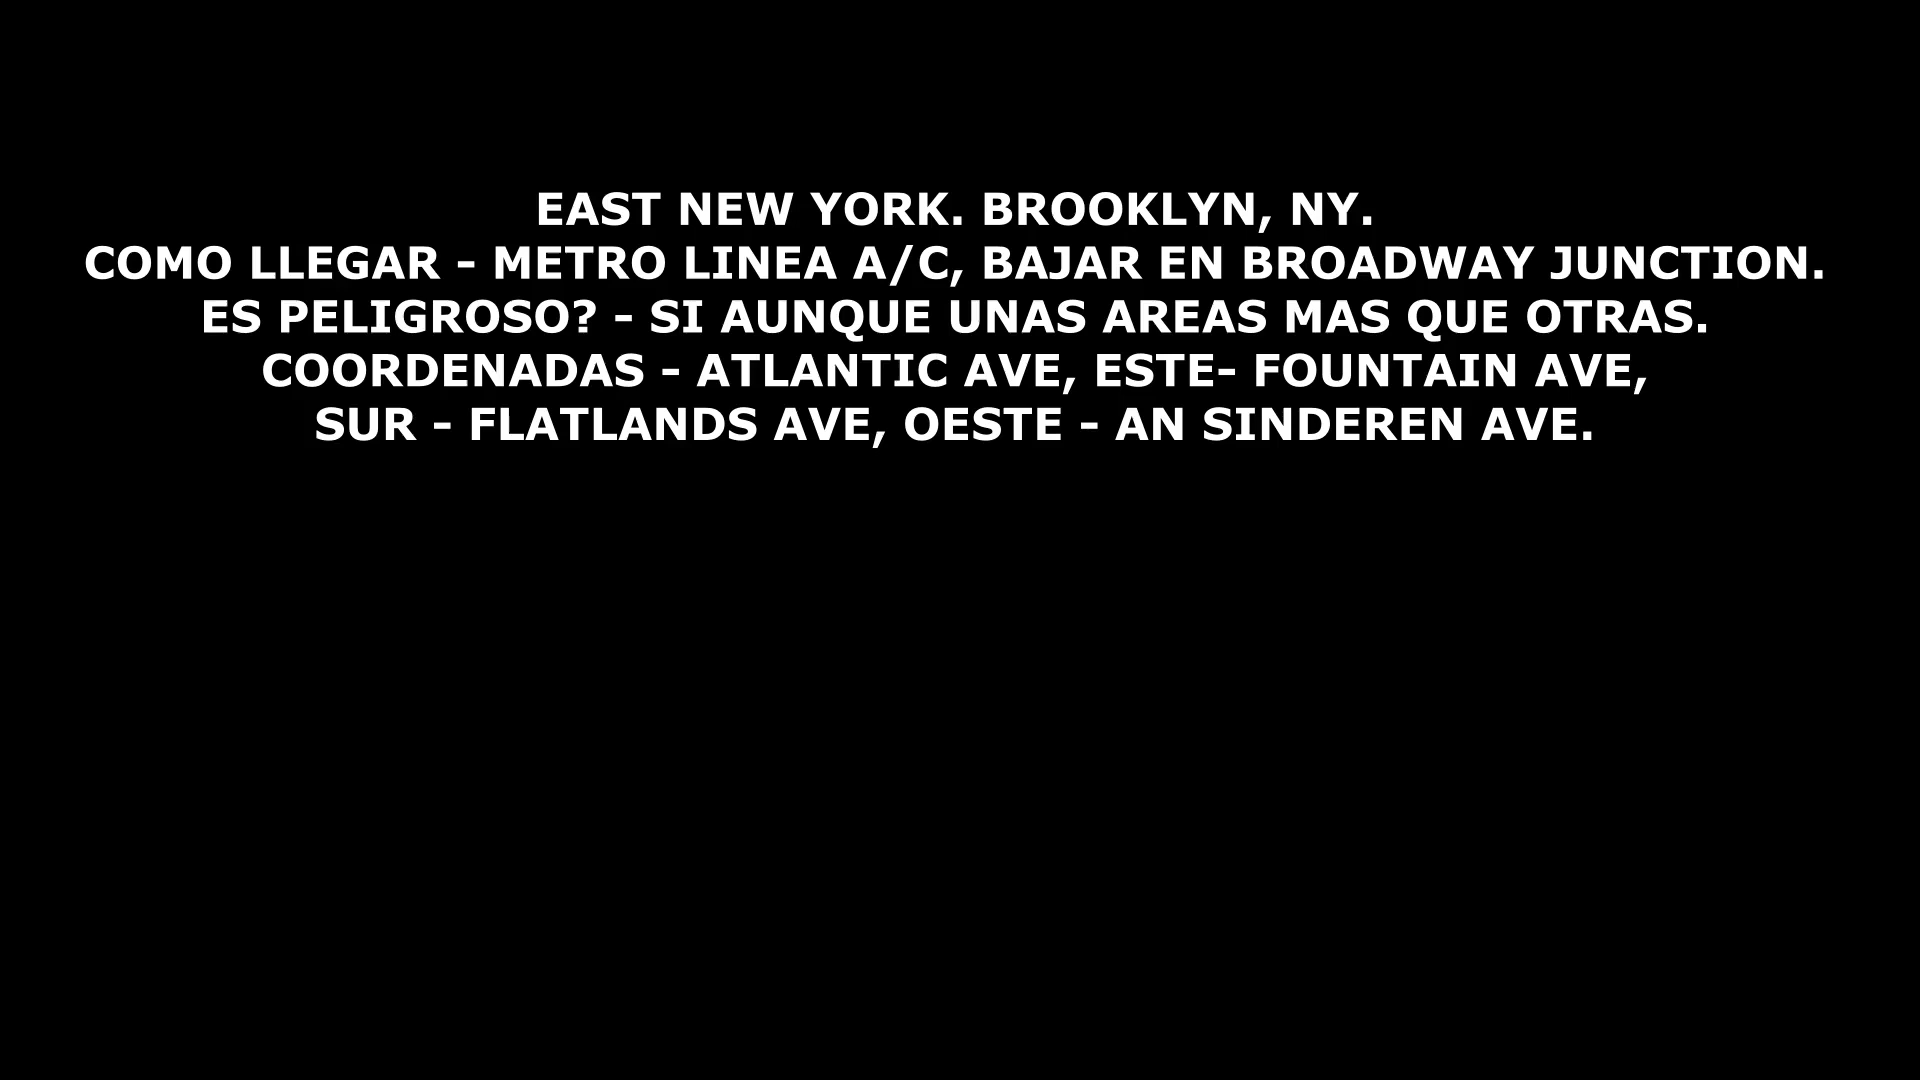 EAST NEW YORK. BROOKLYN, NY.
COMO LLEGAR - METRO LINEA A/C, BAJAR EN BROADWAY JUNCTION.
ES PELIGROSO? - SI AUNQUE UNAS AREAS MAS QUE OTRAS.
COORDENADAS - ATLANTIC AVE, ESTE- FOUNTAIN AVE,
SUR - FLATLANDS AVE, OESTE - AN SINDEREN AVE.